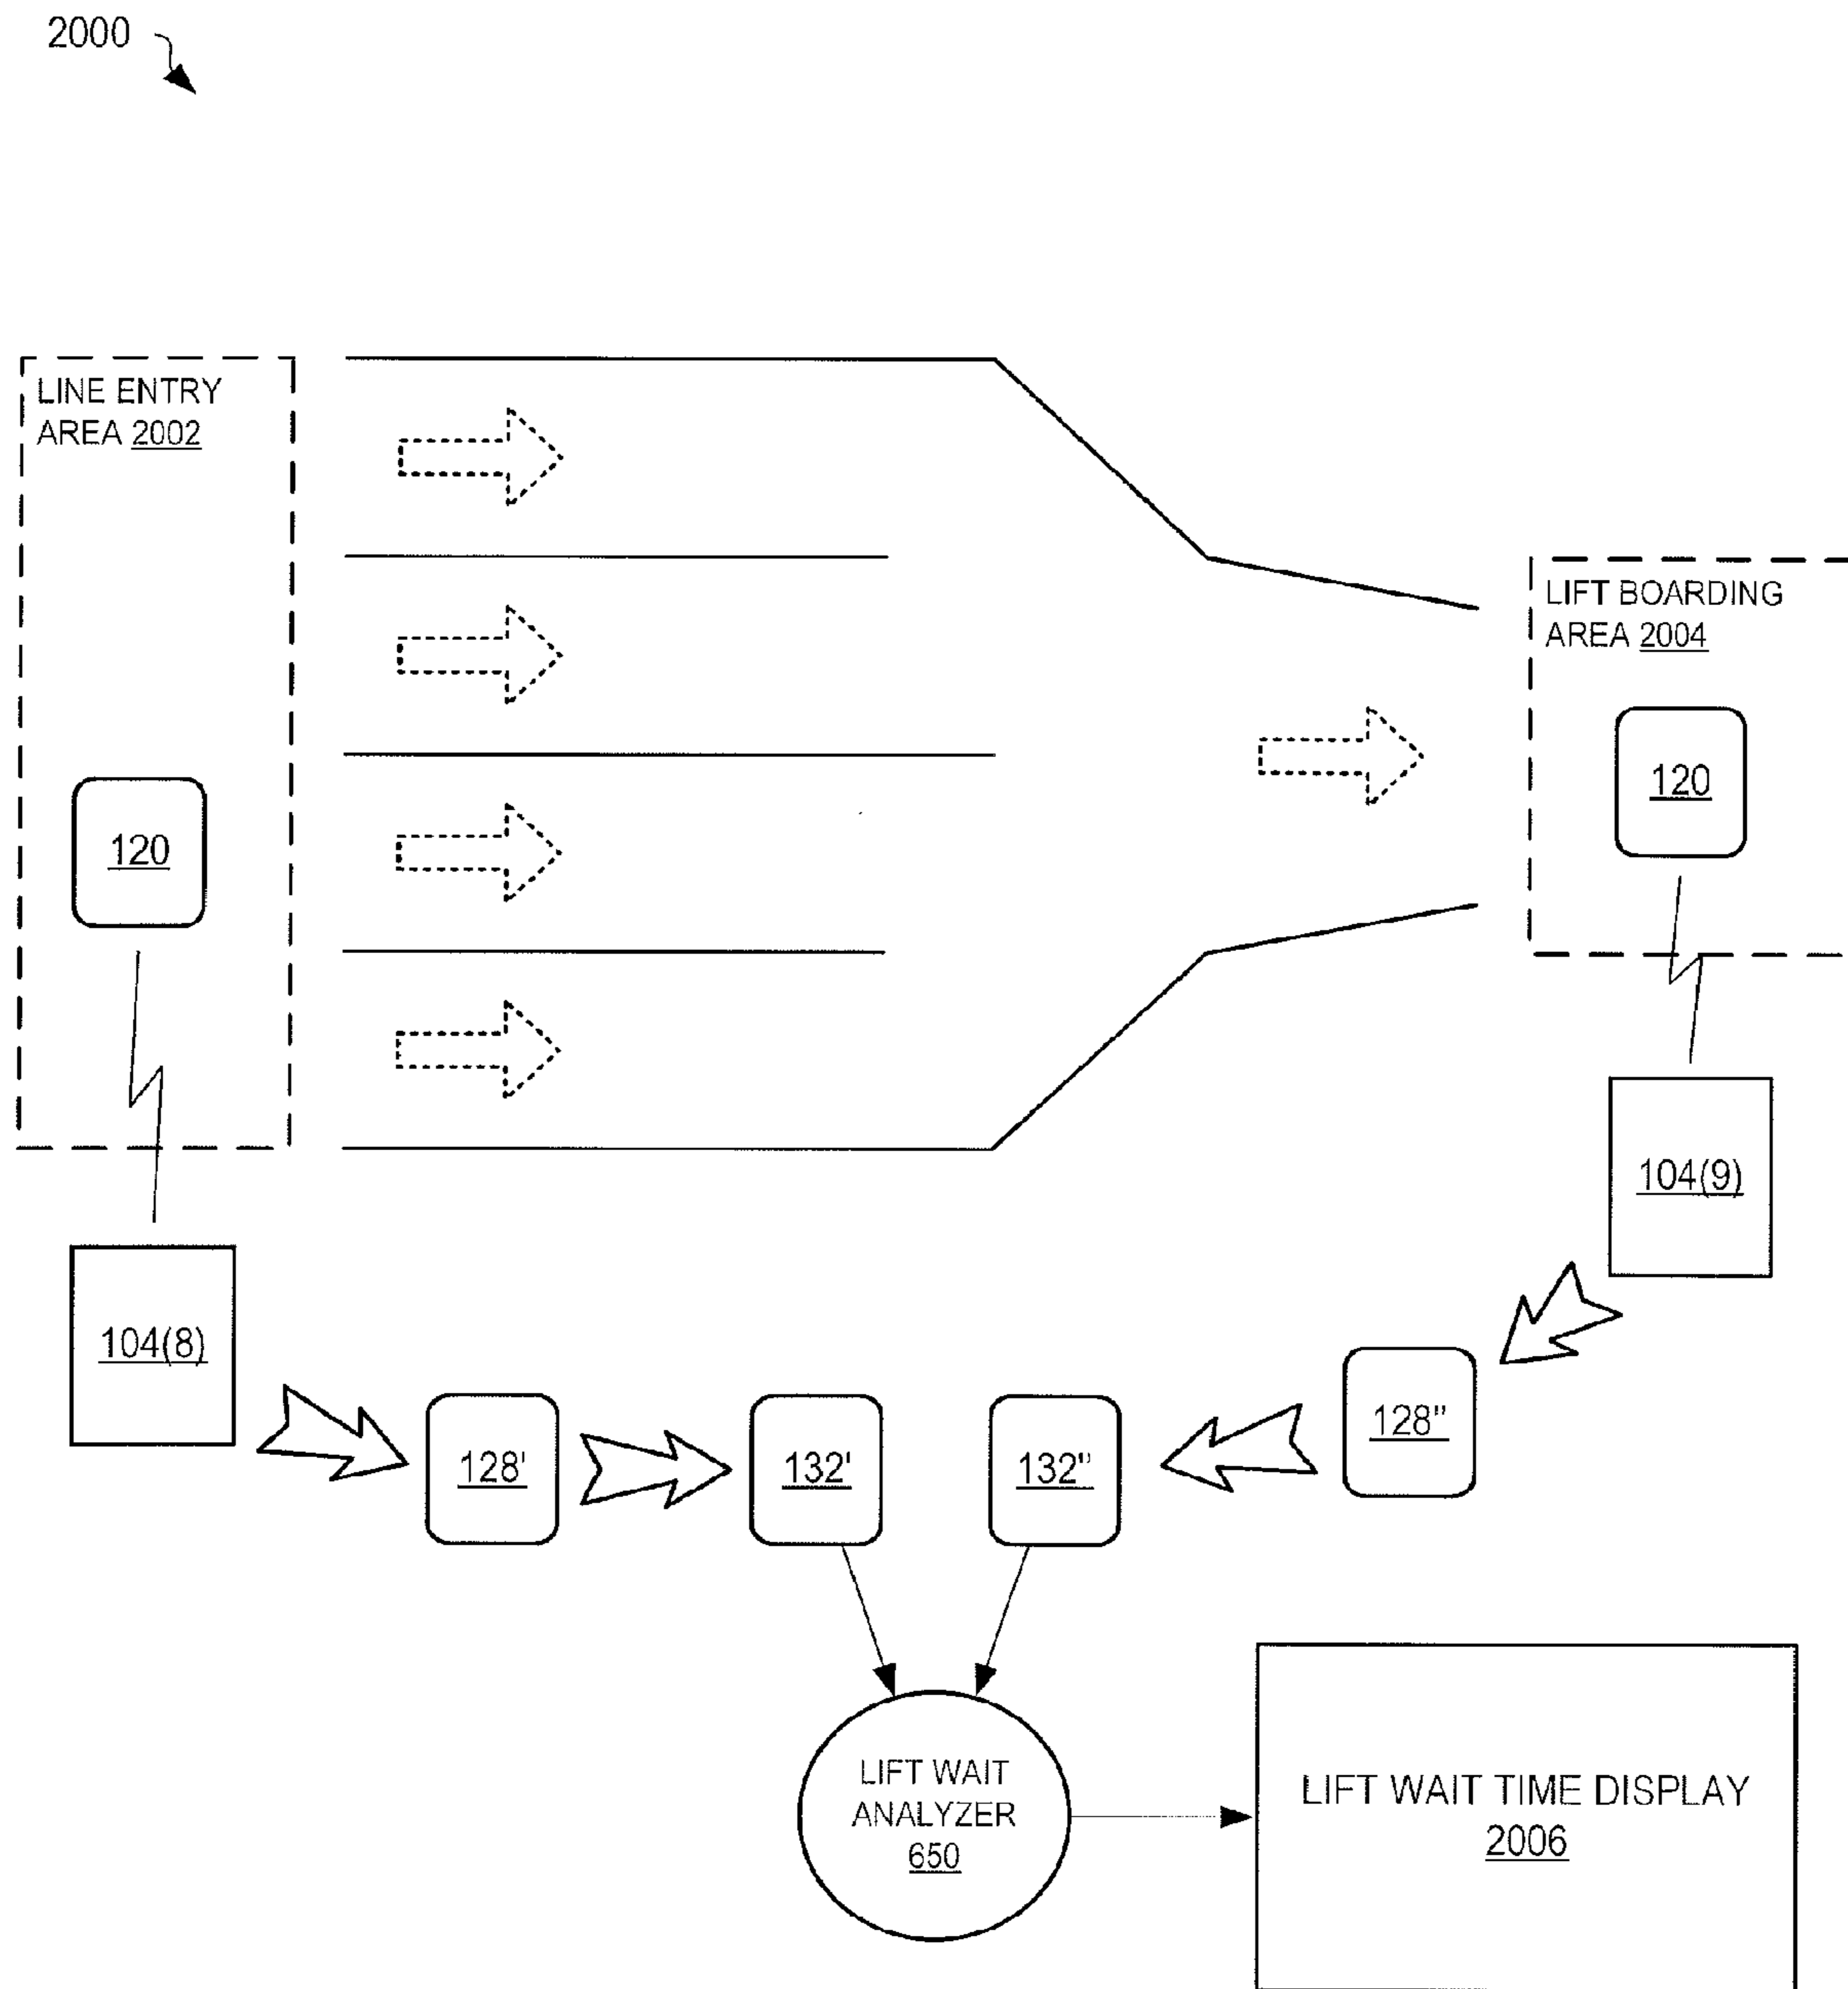 2000
LINE ENTRY
AREA 2002
LIFT BOARDING
AREA 2004
120
120
104(9)
104(8)
128'
132'
132"
128"
LIFT WAIT
ANALYZER
650
LIFT WAIT TIME DISPLAY
2006